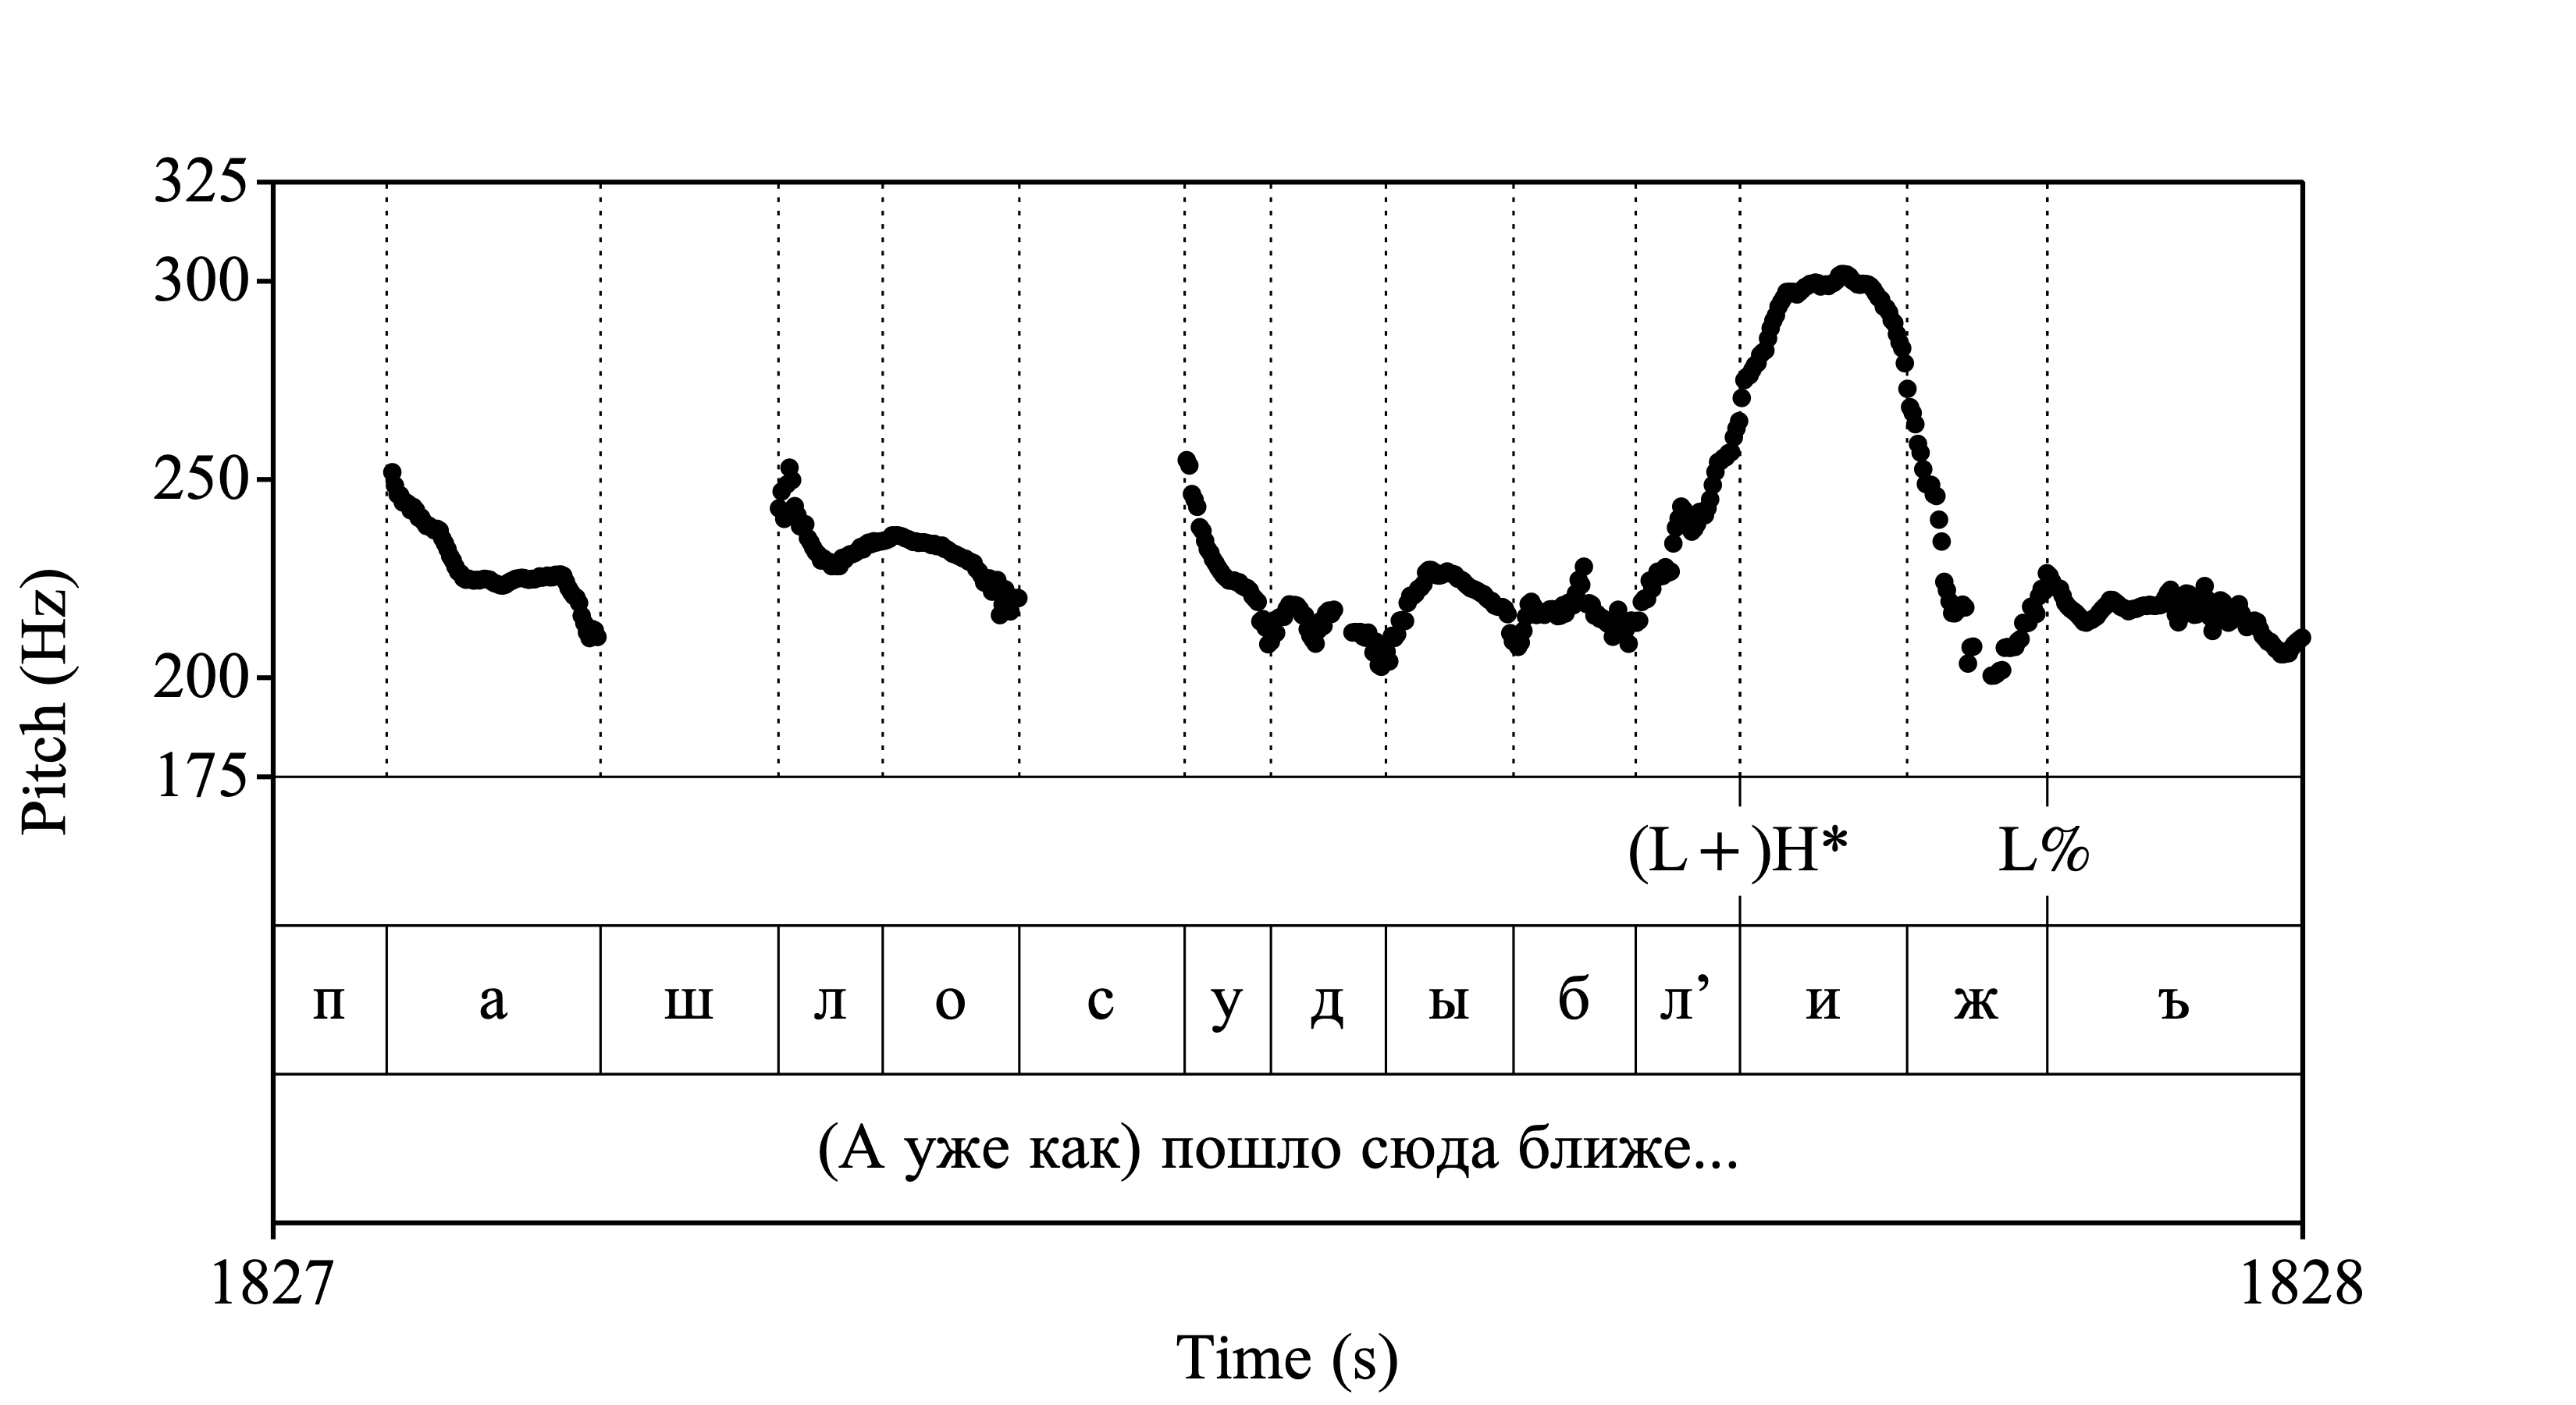 325
300
250
200
175
Pitch (Hz)
(L+)H* L%
п а ш л о с у д ы б л’ и ж ъ
(А уже как) пошло сюда ближе...
1827 1828
Time (s)